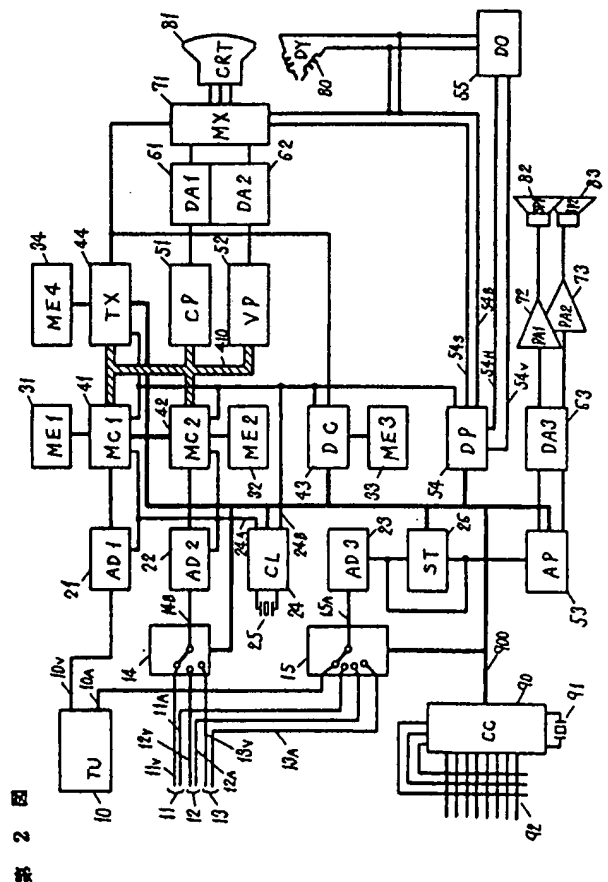 第 2 図
TU
10
10V
10A
21
AD1
31
ME1
41
MC1
34
ME4
44
TX
51
CP
52
VP
410
61
DA1
DA2
62
71
MX
81
CRT
DY
80
DO
55
22
AD2
42
MC2
ME2
32
14
14B
11A
11V
12V
12A
13V
13A
11
12
13
24A
24B
CL
24
25
DC
43
ME3
33
15
15A
AD3
23
ST
26
DP
54
54S
54B
54H
54V
AP
53
DA3
63
72
PA1
PA2
73
SP1
82
SP2
83
900
90
CC
91
92